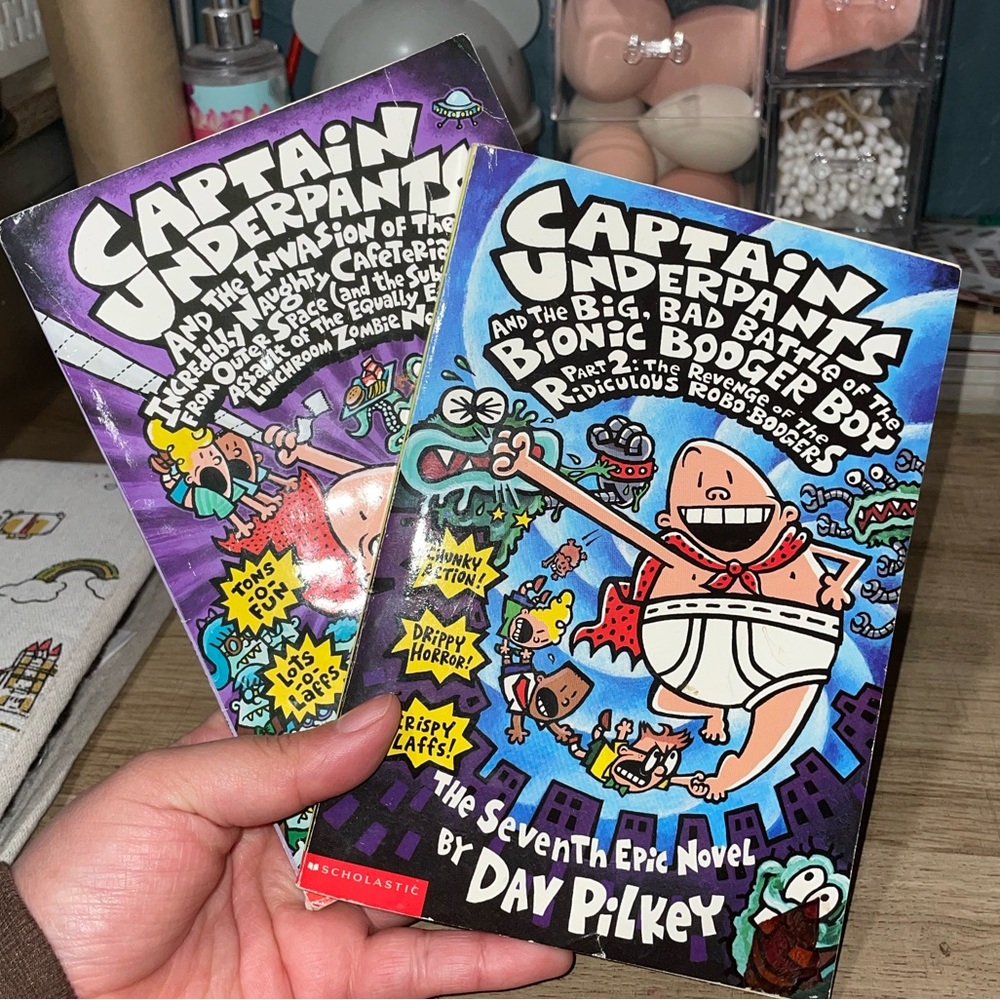 CAPTAIN
UNDERPANTS
AND THE INVASION OF THE
INCREDIBLY NAUGHTY CAFETERIA
FROM OUTER SPACE (AND THE SUB
ASSAULT OF THE EQUALLY E
LUNCHROOM ZOMBIE N
TONS
-O-
FUN
LOTS
-O-
LAFFS
CAPTAIN
UNDERPANTS
AND THE BIG, BAD BATTLE OF THE
BIONIC BOOGER BOY
PART 2: THE REVENGE OF THE
RIDICULOUS ROBO-BOOGERS
CHUNKY
ACTION!
DRIPPY
HORROR!
CRISPY
LAFFS!
THE SEVENTH EPIC NOVEL
BY DAV PILKEY
SCHOLASTIC